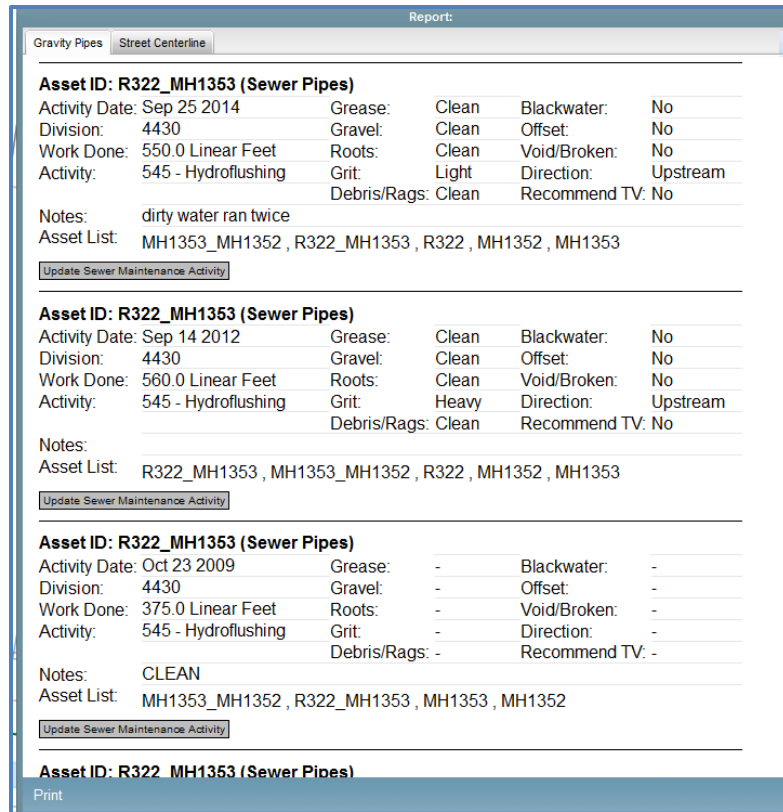 Report:
Gravity Pipes Street Centerline
Asset ID: R322_MH1353 (Sewer Pipes)
Activity Date: Sep 25 2014 Grease: Clean Blackwater: No
Division: 4430 Gravel: Clean Offset: No
Work Done: 550.0 Linear Feet Roots: Clean Void/Broken: No
Activity: 545 - Hydroflushing Grit: Light Direction: Upstream
Debris/Rags: Clean Recommend TV: No
Notes: dirty water ran twice
Asset List: MH1353_MH1352 , R322_MH1353 , R322 , MH1352 , MH1353
Update Sewer Maintenance Activity
Asset ID: R322_MH1353 (Sewer Pipes)
Activity Date: Sep 14 2012 Grease: Clean Blackwater: No
Division: 4430 Gravel: Clean Offset: No
Work Done: 560.0 Linear Feet Roots: Clean Void/Broken: No
Activity: 545 - Hydroflushing Grit: Heavy Direction: Upstream
Debris/Rags: Clean Recommend TV: No
Notes:
Asset List: R322_MH1353 , MH1353_MH1352 , R322 , MH1352 , MH1353
Update Sewer Maintenance Activity
Asset ID: R322_MH1353 (Sewer Pipes)
Activity Date: Oct 23 2009 Grease: - Blackwater: -
Division: 4430 Gravel: - Offset: -
Work Done: 375.0 Linear Feet Roots: - Void/Broken: -
Activity: 545 - Hydroflushing Grit: - Direction: -
Debris/Rags: - Recommend TV: -
Notes: CLEAN
Asset List: MH1353_MH1352 , R322_MH1353 , MH1353 , MH1352
Update Sewer Maintenance Activity
Asset ID: R322_MH1353 (Sewer Pipes)
Print